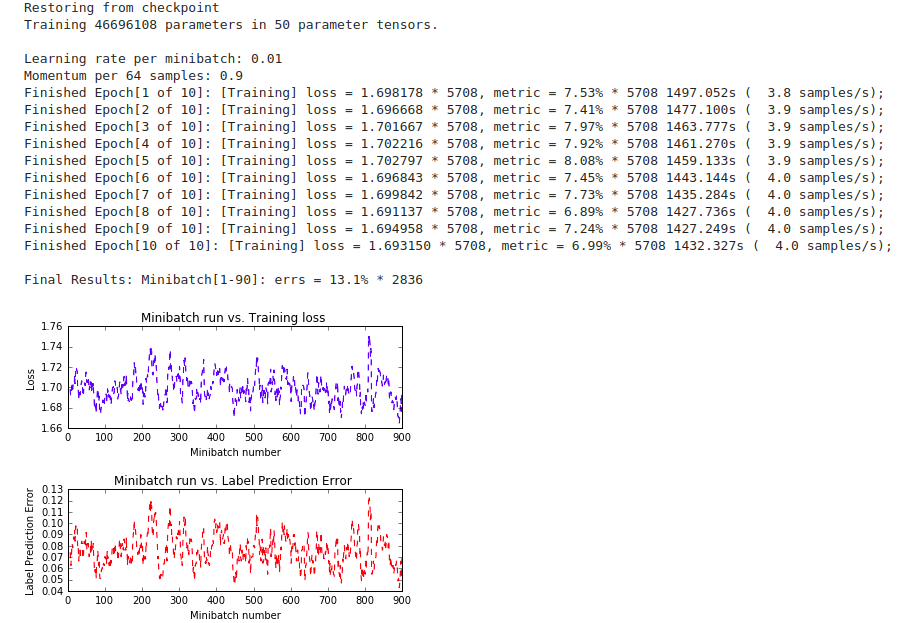 Restoring from checkpoint
Training 46696108 parameters in 50 parameter tensors.
Learning rate per minibatch: 0.01
Momentum per 64 samples: 0.9
Finished Epoch[1 of 10]: [Training] loss = 1.698178 * 5708, metric = 7.53% * 5708 1497.052s (  3.8 samples/s);
Finished Epoch[2 of 10]: [Training] loss = 1.696668 * 5708, metric = 7.41% * 5708 1477.100s (  3.9 samples/s);
Finished Epoch[3 of 10]: [Training] loss = 1.701667 * 5708, metric = 7.97% * 5708 1463.777s (  3.9 samples/s);
Finished Epoch[4 of 10]: [Training] loss = 1.702216 * 5708, metric = 7.92% * 5708 1461.270s (  3.9 samples/s);
Finished Epoch[5 of 10]: [Training] loss = 1.702797 * 5708, metric = 8.08% * 5708 1459.133s (  3.9 samples/s);
Finished Epoch[6 of 10]: [Training] loss = 1.696843 * 5708, metric = 7.45% * 5708 1443.144s (  4.0 samples/s);
Finished Epoch[7 of 10]: [Training] loss = 1.699842 * 5708, metric = 7.73% * 5708 1435.284s (  4.0 samples/s);
Finished Epoch[8 of 10]: [Training] loss = 1.691137 * 5708, metric = 6.89% * 5708 1427.736s (  4.0 samples/s);
Finished Epoch[9 of 10]: [Training] loss = 1.694958 * 5708, metric = 7.24% * 5708 1427.249s (  4.0 samples/s);
Finished Epoch[10 of 10]: [Training] loss = 1.693150 * 5708, metric = 6.99% * 5708 1432.327s (  4.0 samples/s);
Final Results: Minibatch[1-90]: errs = 13.1% * 2836
Minibatch run vs. Training loss
1.76
1.74
1.72
1.70
1.68
1.66
Loss
0 100 200 300 400 500 600 700 800 900
Minibatch number
Minibatch run vs. Label Prediction Error
0.13
0.12
0.11
0.10
0.09
0.08
0.07
0.06
0.05
0.04
Label Prediction Error
0 100 200 300 400 500 600 700 800 900
Minibatch number